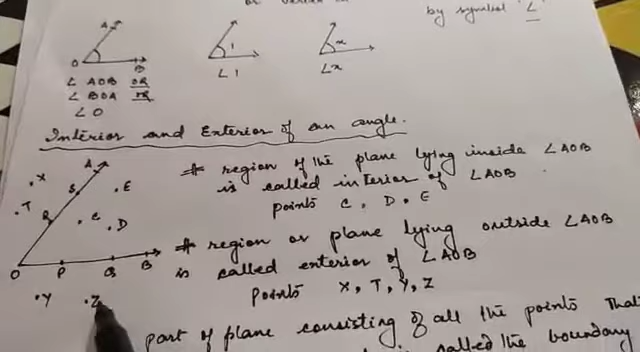 by symbol "∠"
A
O
B
1
x
∠ AOB OR
∠ BOA OR
∠ O
∠ 1
∠ x
Interior and Exterior of an angle.
# region of the plane lying inside ∠AOB
is called interior of ∠AOB
points C, D, E
A
S
R
O
P
Q
B
X
T
E
C
D
Y
Z
# region or plane lying outside ∠AOB
is called exterior of ∠AOB
points X, T, Y, Z
part of plane consisting of all the points that
called the boundary